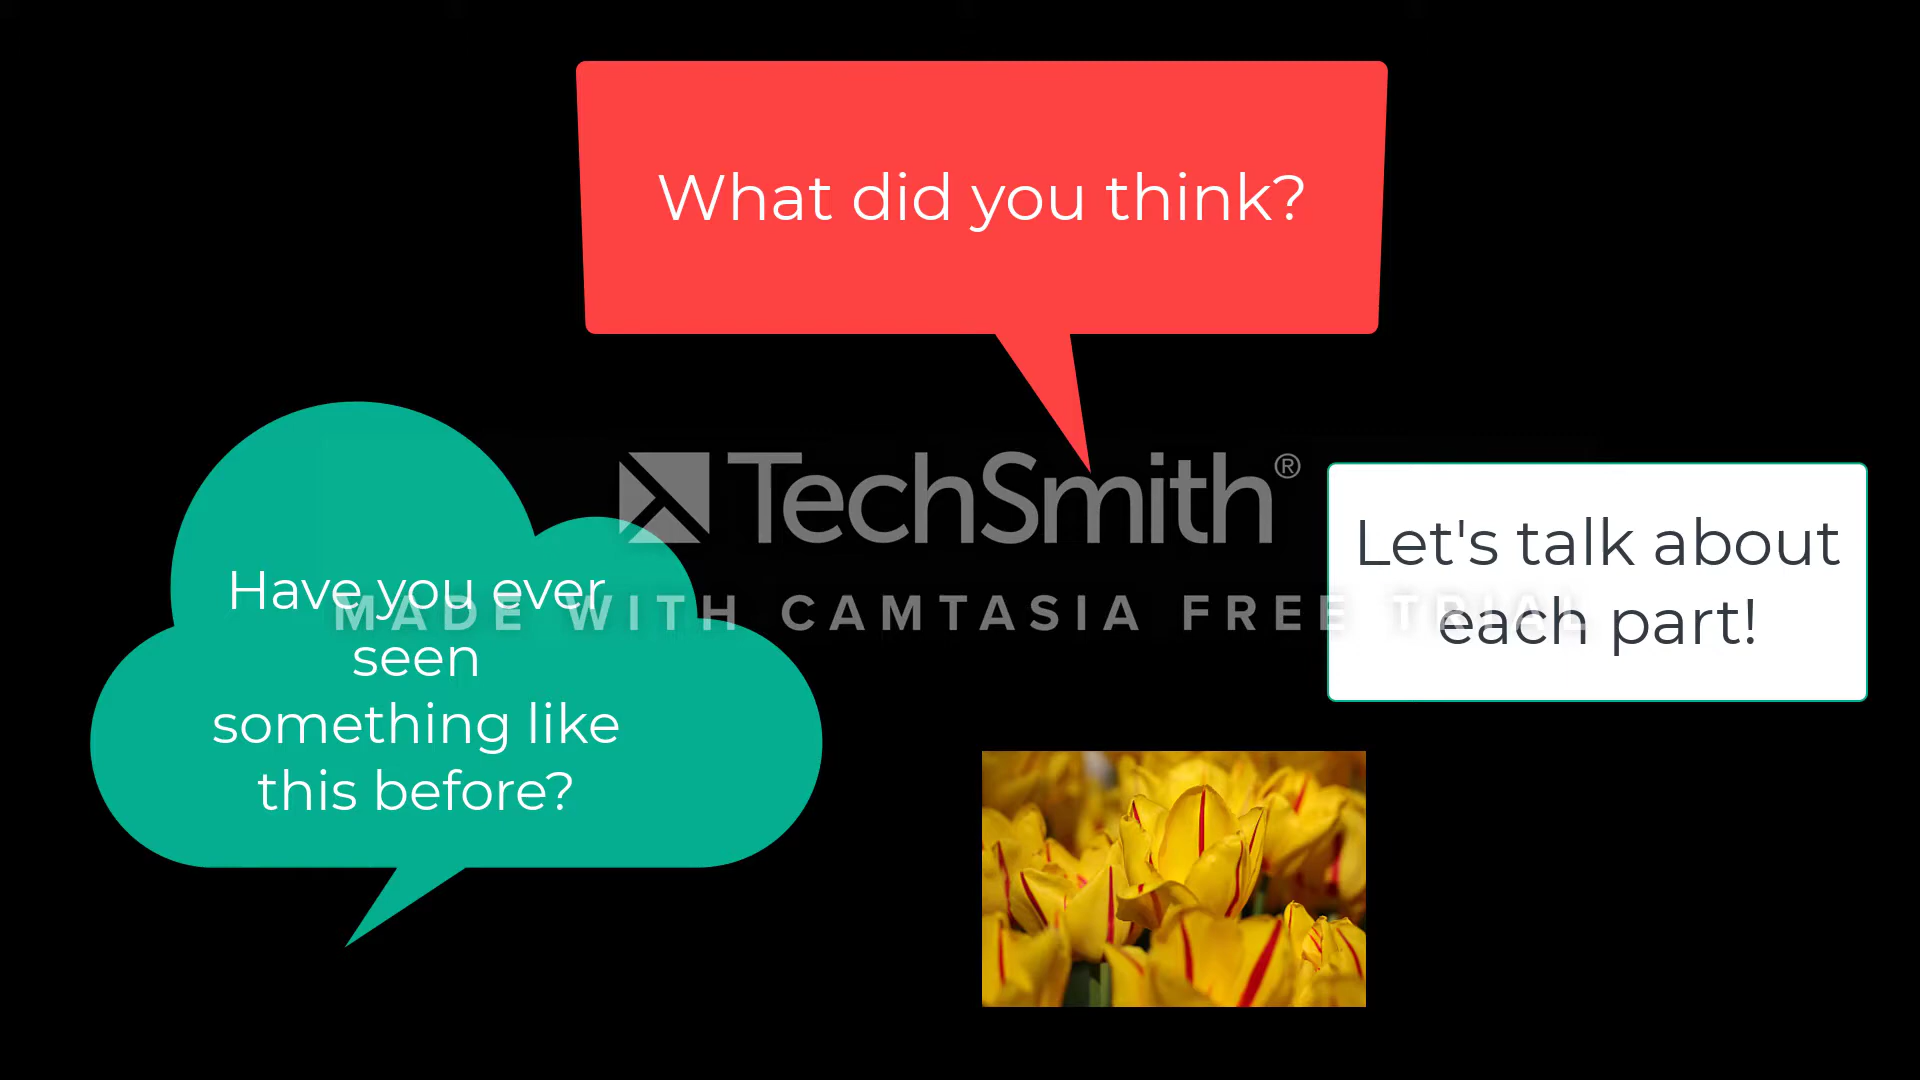 What did you think?
TechSmith®
MADE WITH CAMTASIA FREE TRIAL
Have you ever
seen
something like
this before?
Let's talk about
each part!